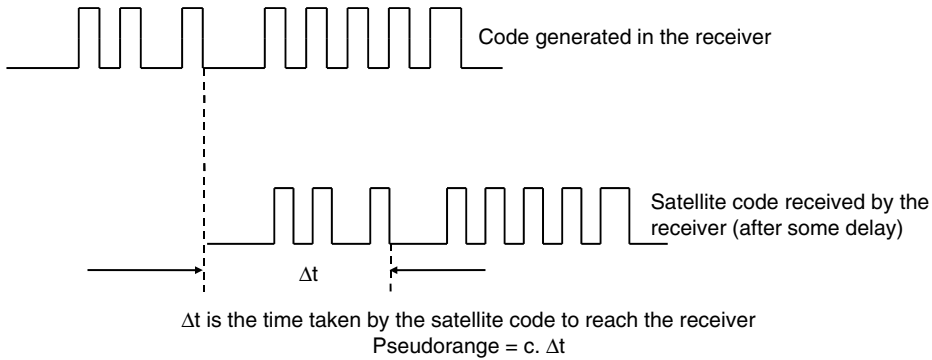 Code generated in the receiver
Satellite code received by the
receiver (after some delay)
Δt
Δt is the time taken by the satellite code to reach the receiver
Pseudorange = c. Δt